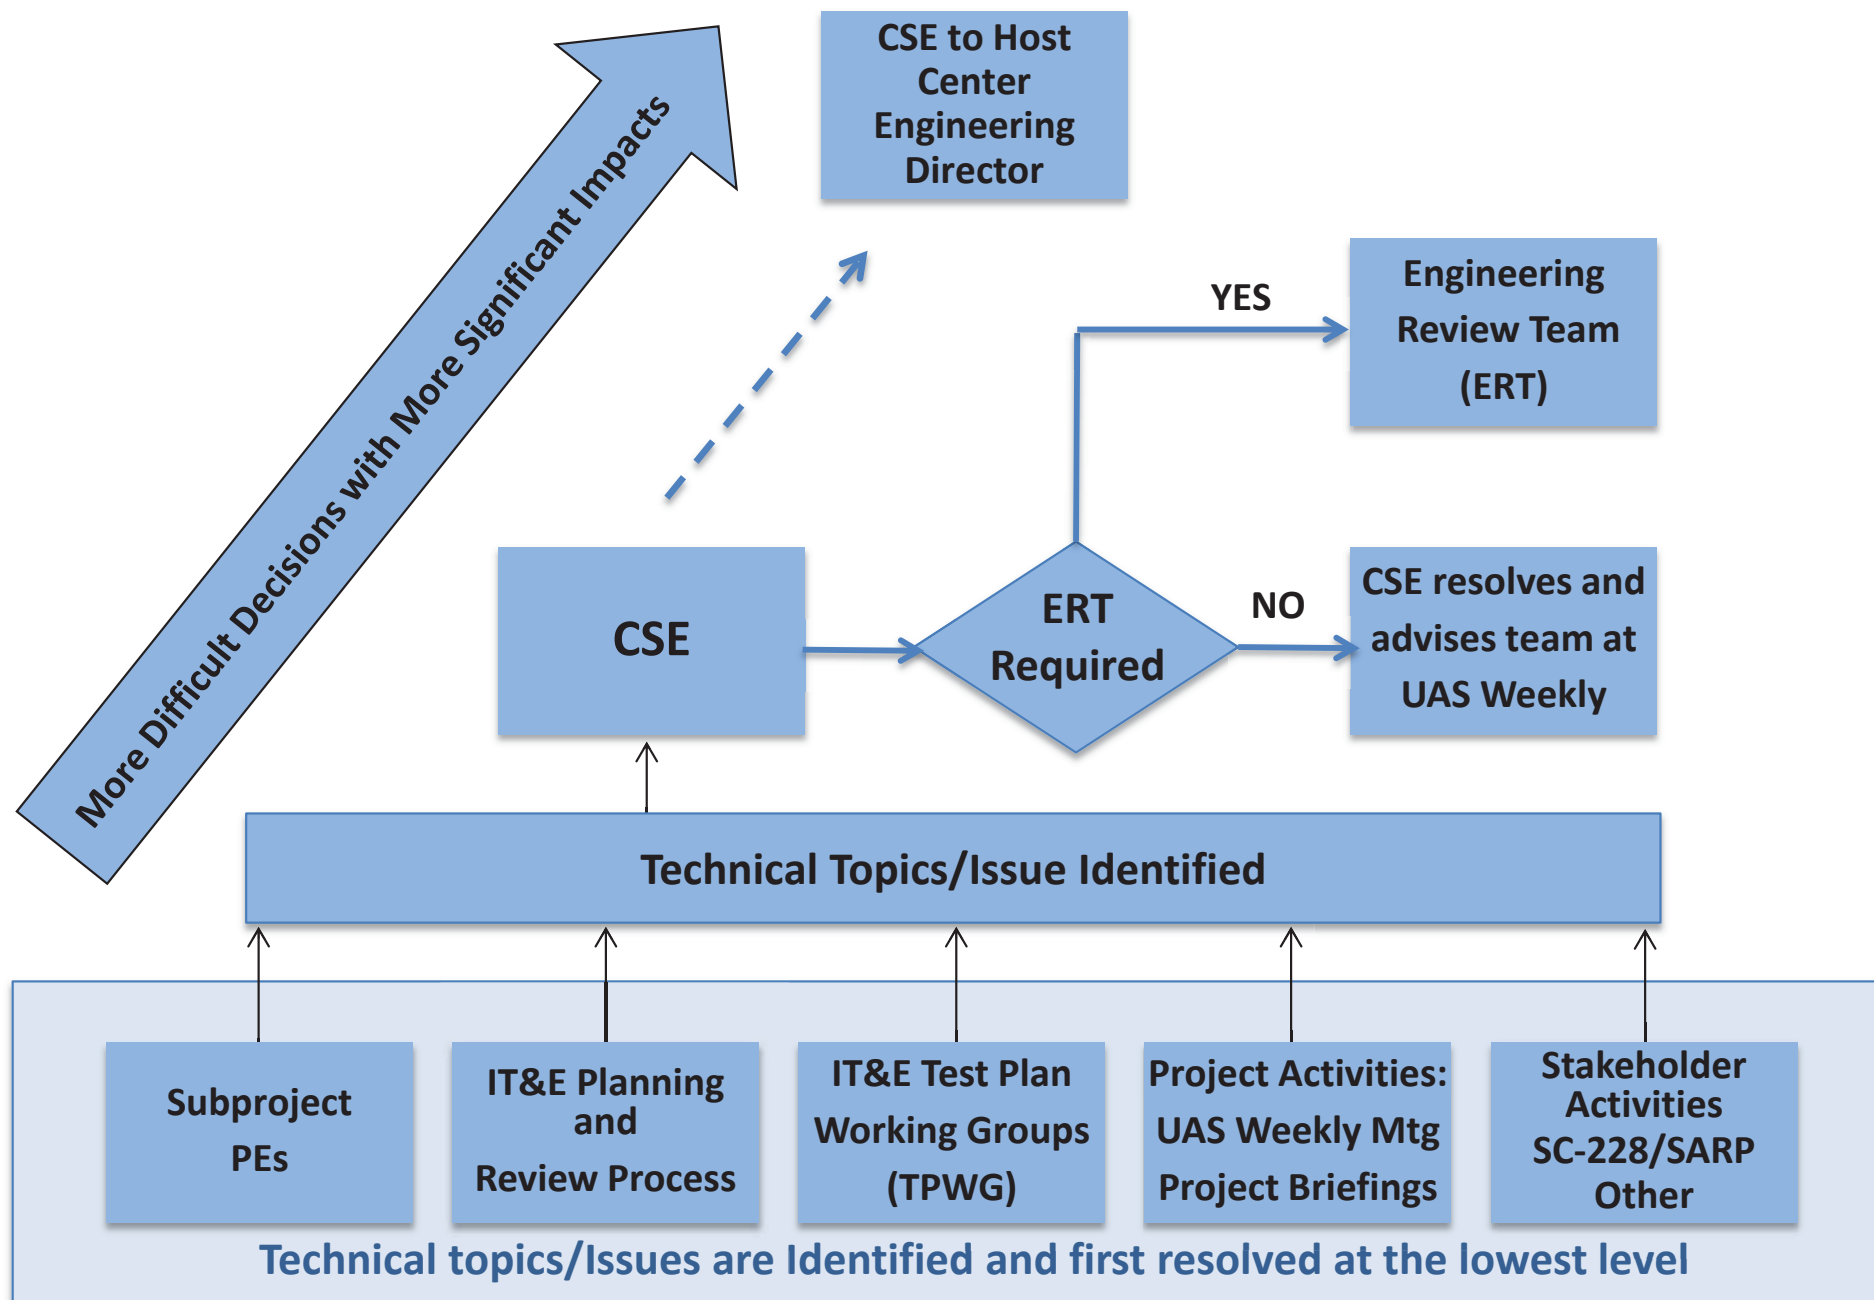 More Difficult Decisions with More Significant Impacts
CSE to Host
Center
Engineering
Director
YES
Engineering
Review Team
(ERT)
CSE
ERT
Required
NO
CSE resolves and
advises team at
UAS Weekly
Technical Topics/Issue Identified
Subproject
PEs
IT&E Planning
and
Review Process
IT&E Test Plan
Working Groups
(TPWG)
Project Activities:
UAS Weekly Mtg
Project Briefings
Stakeholder
Activities
SC-228/SARP
Other
Technical topics/Issues are Identified and first resolved at the lowest level